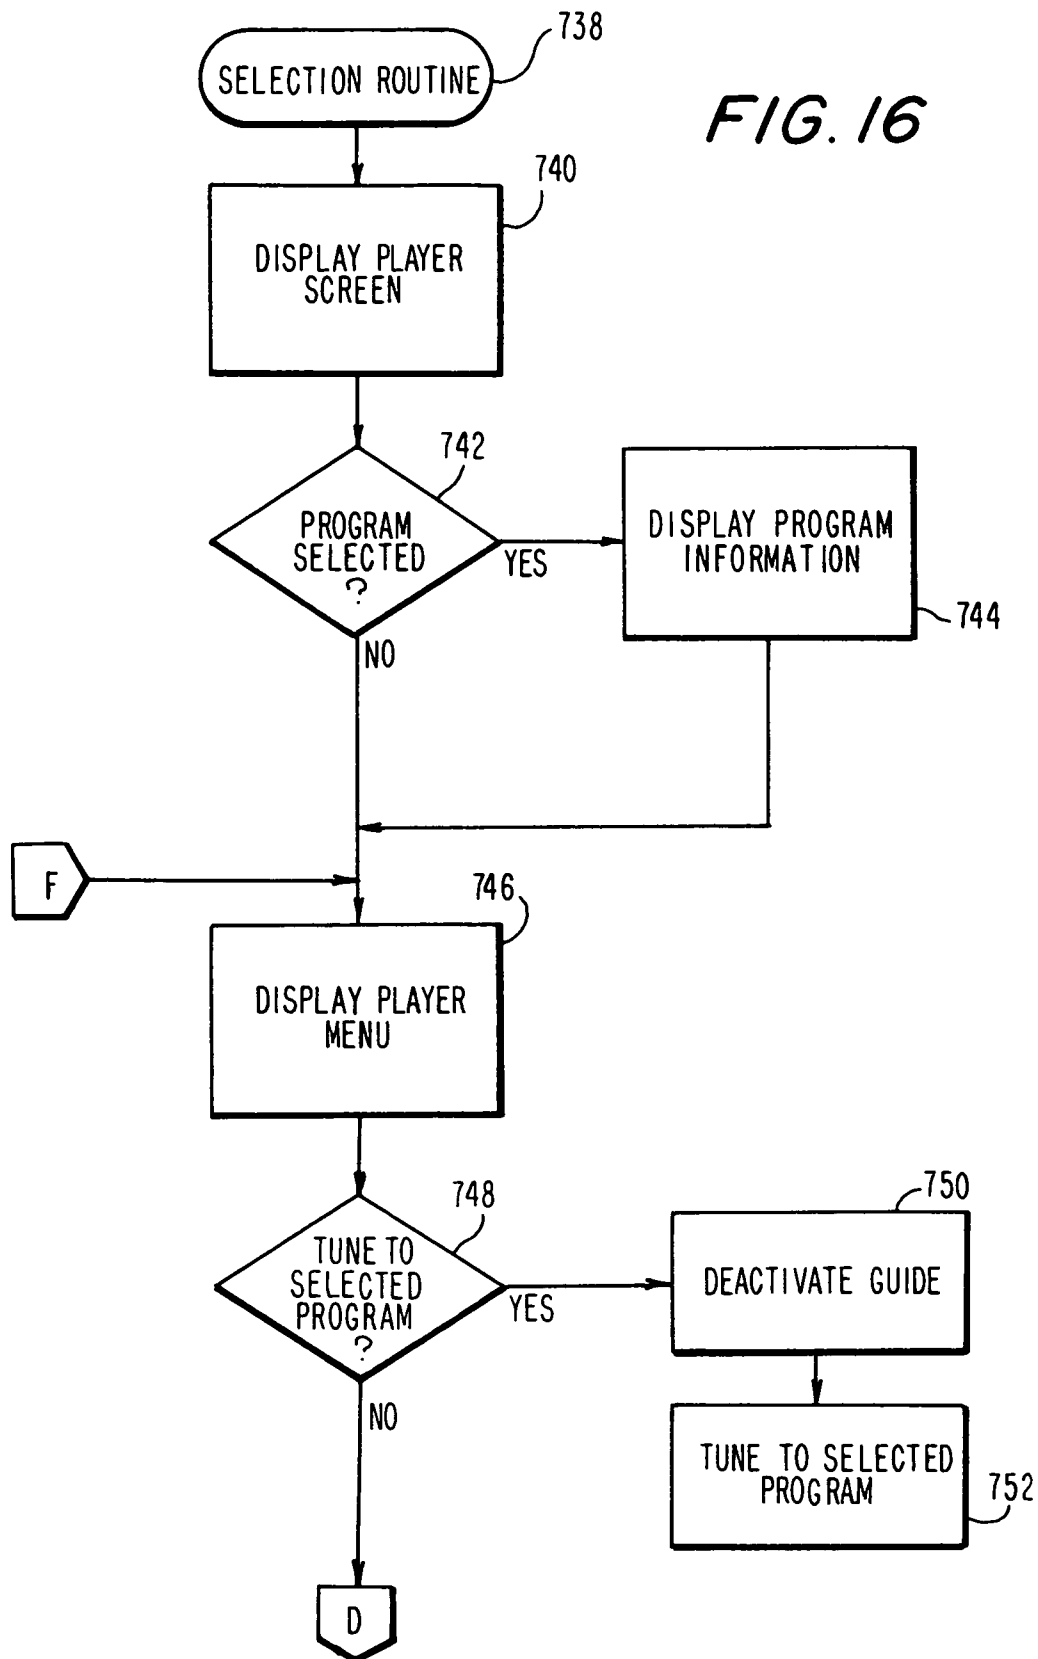 738
SELECTION ROUTINE
FIG. 16
740
DISPLAY PLAYER
SCREEN
742
PROGRAM
SELECTED
?
YES
NO
DISPLAY PROGRAM
INFORMATION
744
F
746
DISPLAY PLAYER
MENU
748
TUNE TO
SELECTED
PROGRAM
?
YES
NO
750
DEACTIVATE GUIDE
TUNE TO SELECTED
PROGRAM
752
D